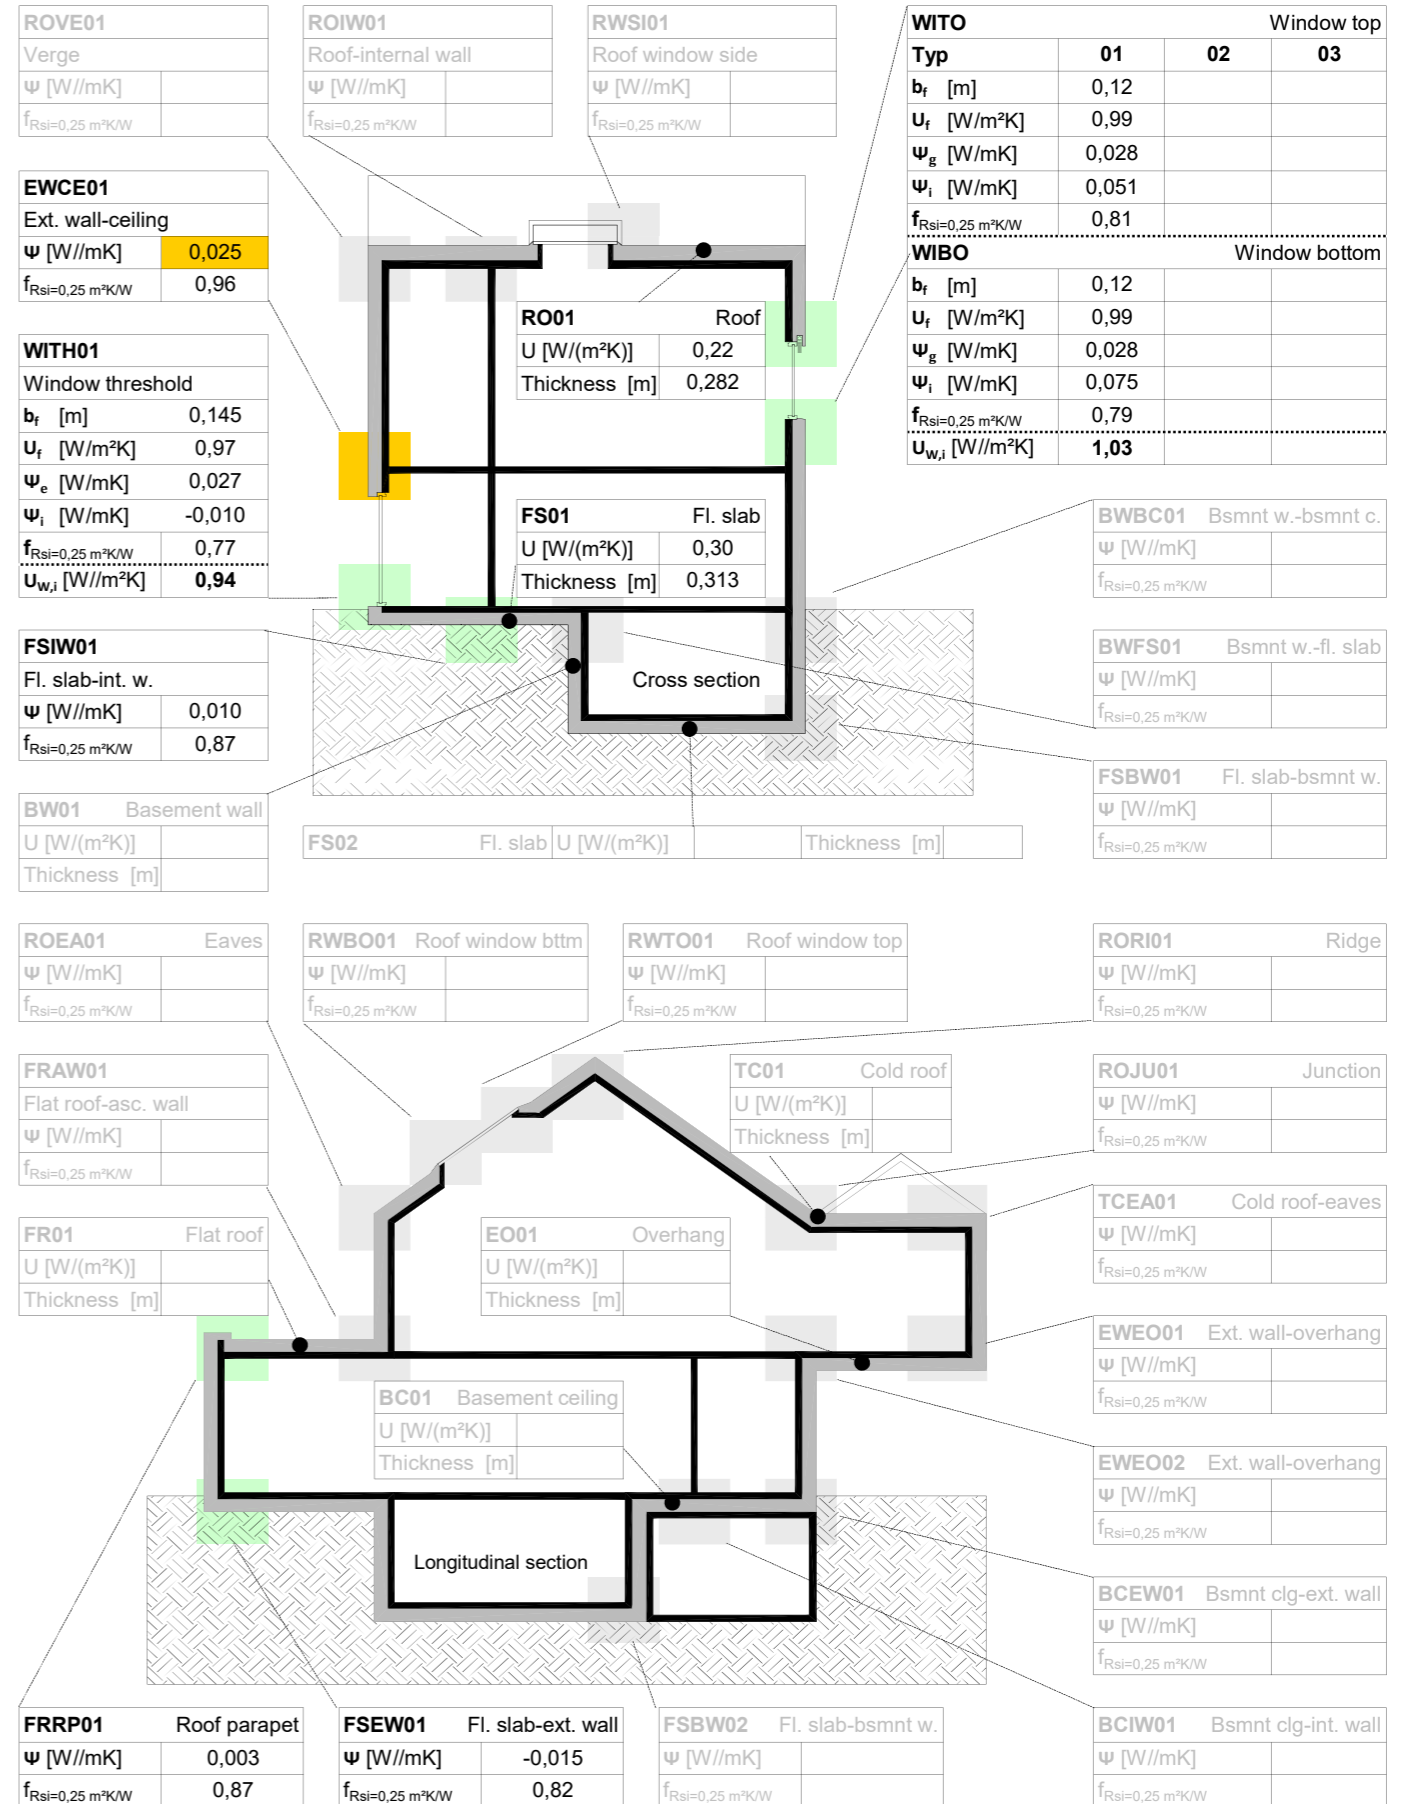 ROVE01
Verge
Ψ [W//mK]
fRsi=0,25 m²K/W
ROIW01
Roof-internal wall
Ψ [W//mK]
fRsi=0,25 m²K/W
RWSI01
Roof window side
Ψ [W//mK]
fRsi=0,25 m²K/W
WITO Window top
Typ 01 02 03
bf [m] 0,12
Uf [W/m²K] 0,99
Ψg [W/mK] 0,028
Ψi [W/mK] 0,051
fRsi=0,25 m²K/W 0,81
WIBO Window bottom
bf [m] 0,12
Uf [W/m²K] 0,99
Ψg [W/mK] 0,028
Ψi [W/mK] 0,075
fRsi=0,25 m²K/W 0,79
UW,i [W//m²K] 1,03
EWCE01
Ext. wall-ceiling
Ψ [W//mK] 0,025
fRsi=0,25 m²K/W 0,96
WITH01
Window threshold
bf [m] 0,145
Uf [W/m²K] 0,97
Ψe [W/mK] 0,027
Ψi [W/mK] -0,010
fRsi=0,25 m²K/W 0,77
UW,i [W//m²K] 0,94
RO01 Roof
U [W/(m²K)] 0,22
Thickness [m] 0,282
FS01 Fl. slab
U [W/(m²K)] 0,30
Thickness [m] 0,313
BWBC01 Bsmnt w.-bsmnt c.
Ψ [W//mK]
fRsi=0,25 m²K/W
FSIW01
Fl. slab-int. w.
Ψ [W//mK] 0,010
fRsi=0,25 m²K/W 0,87
Cross section
BWFS01 Bsmnt w.-fl. slab
Ψ [W//mK]
fRsi=0,25 m²K/W
FSBW01 Fl. slab-bsmnt w.
Ψ [W//mK]
fRsi=0,25 m²K/W
BW01 Basement wall
U [W/(m²K)]
Thickness [m]
FS02 Fl. slab U [W/(m²K)] Thickness [m]
ROEA01 Eaves
Ψ [W//mK]
fRsi=0,25 m²K/W
RWBO01 Roof window bttm
Ψ [W//mK]
fRsi=0,25 m²K/W
RWTO01 Roof window top
Ψ [W//mK]
fRsi=0,25 m²K/W
RORI01 Ridge
Ψ [W//mK]
fRsi=0,25 m²K/W
FRAW01
Flat roof-asc. wall
Ψ [W//mK]
fRsi=0,25 m²K/W
TC01 Cold roof
U [W/(m²K)]
Thickness [m]
ROJU01 Junction
Ψ [W//mK]
fRsi=0,25 m²K/W
TCEA01 Cold roof-eaves
Ψ [W//mK]
fRsi=0,25 m²K/W
FR01 Flat roof
U [W/(m²K)]
Thickness [m]
EO01 Overhang
U [W/(m²K)]
Thickness [m]
EWEO01 Ext. wall-overhang
Ψ [W//mK]
fRsi=0,25 m²K/W
BC01 Basement ceiling
U [W/(m²K)]
Thickness [m]
EWEO02 Ext. wall-overhang
Ψ [W//mK]
fRsi=0,25 m²K/W
Longitudinal section
BCEW01 Bsmnt clg-ext. wall
Ψ [W//mK]
fRsi=0,25 m²K/W
FRRP01 Roof parapet
Ψ [W//mK] 0,003
fRsi=0,25 m²K/W 0,87
FSEW01 Fl. slab-ext. wall
Ψ [W//mK] -0,015
fRsi=0,25 m²K/W 0,82
FSBW02 Fl. slab-bsmnt w.
Ψ [W//mK]
fRsi=0,25 m²K/W
BCIW01 Bsmnt clg-int. wall
Ψ [W//mK]
fRsi=0,25 m²K/W